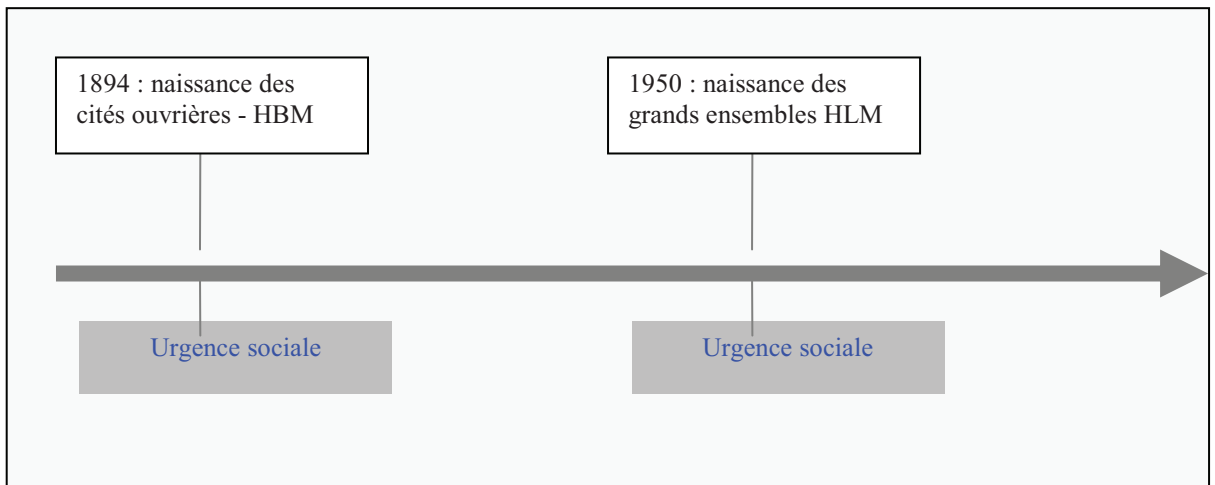 1894 : naissance des
cités ouvrières - HBM
1950 : naissance des
grands ensembles HLM
Urgence sociale
Urgence sociale